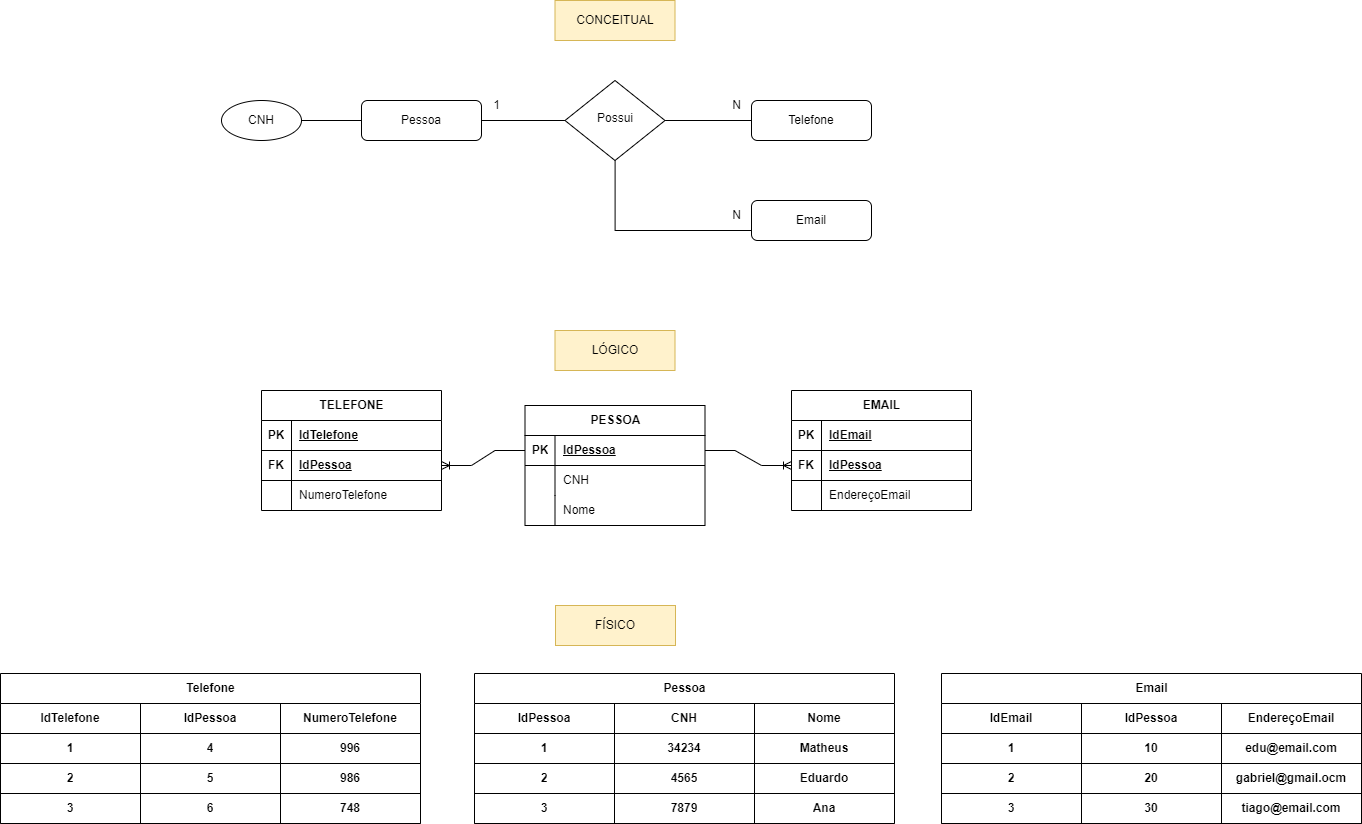 CONCEITUAL
CNH
Pessoa
1
Possui
N
Telefone
N
Email
LÓGICO
TELEFONE
PK IdTelefone
FK IdPessoa
NumeroTelefone
PESSOA
PK IdPessoa
CNH
Nome
EMAIL
PK IdEmail
FK IdPessoa
EndereçoEmail
FÍSICO
Telefone
IdTelefone IdPessoa NumeroTelefone
1 4 996
2 5 986
3 6 748
Pessoa
IdPessoa CNH Nome
1 34234 Matheus
2 4565 Eduardo
3 7879 Ana
Email
IdEmail IdPessoa EndereçoEmail
1 10 edu@email.com
2 20 gabriel@gmail.ocm
3 30 tiago@email.com